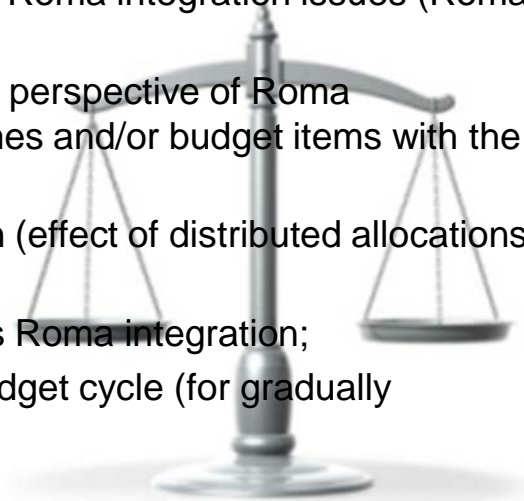 Roma integration issues (Roma
perspective of Roma
nes and/or budget items with the
n (effect of distributed allocations
s Roma integration;
dget cycle (for gradually